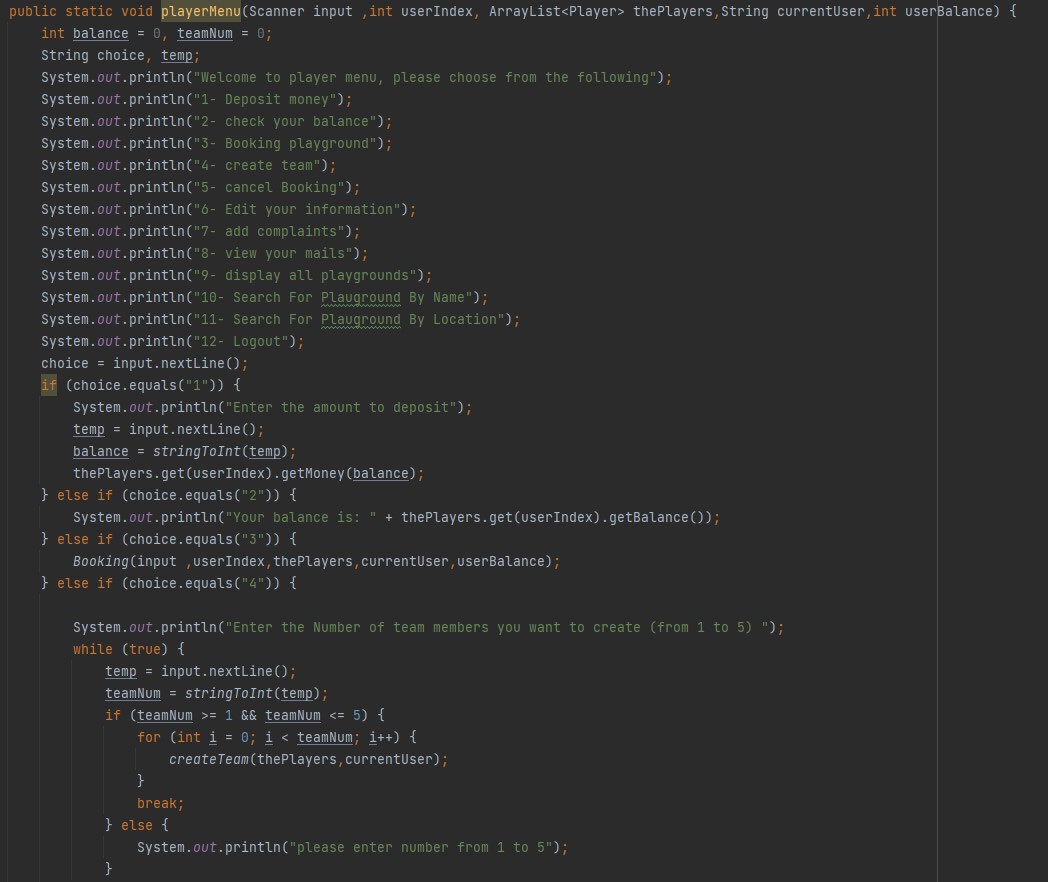 public static void playerMenu(Scanner input ,int userIndex, ArrayList<Player> thePlayers,String currentUser,int userBalance) {
    int balance = 0, teamNum = 0;
    String choice, temp;
    System.out.println("Welcome to player menu, please choose from the following");
    System.out.println("1- Deposit money");
    System.out.println("2- check your balance");
    System.out.println("3- Booking playground");
    System.out.println("4- create team");
    System.out.println("5- cancel Booking");
    System.out.println("6- Edit your information");
    System.out.println("7- add complaints");
    System.out.println("8- view your mails");
    System.out.println("9- display all playgrounds");
    System.out.println("10- Search For Plauground By Name");
    System.out.println("11- Search For Plauground By Location");
    System.out.println("12- Logout");
    choice = input.nextLine();
    if (choice.equals("1")) {
        System.out.println("Enter the amount to deposit");
        temp = input.nextLine();
        balance = stringToInt(temp);
        thePlayers.get(userIndex).getMoney(balance);
    } else if (choice.equals("2")) {
        System.out.println("Your balance is: " + thePlayers.get(userIndex).getBalance());
    } else if (choice.equals("3")) {
        Booking(input ,userIndex,thePlayers,currentUser,userBalance);
    } else if (choice.equals("4")) {
        System.out.println("Enter the Number of team members you want to create (from 1 to 5) ");
        while (true) {
            temp = input.nextLine();
            teamNum = stringToInt(temp);
            if (teamNum >= 1 && teamNum <= 5) {
                for (int i = 0; i < teamNum; i++) {
                    createTeam(thePlayers,currentUser);
                }
                break;
            } else {
                System.out.println("please enter number from 1 to 5");
            }